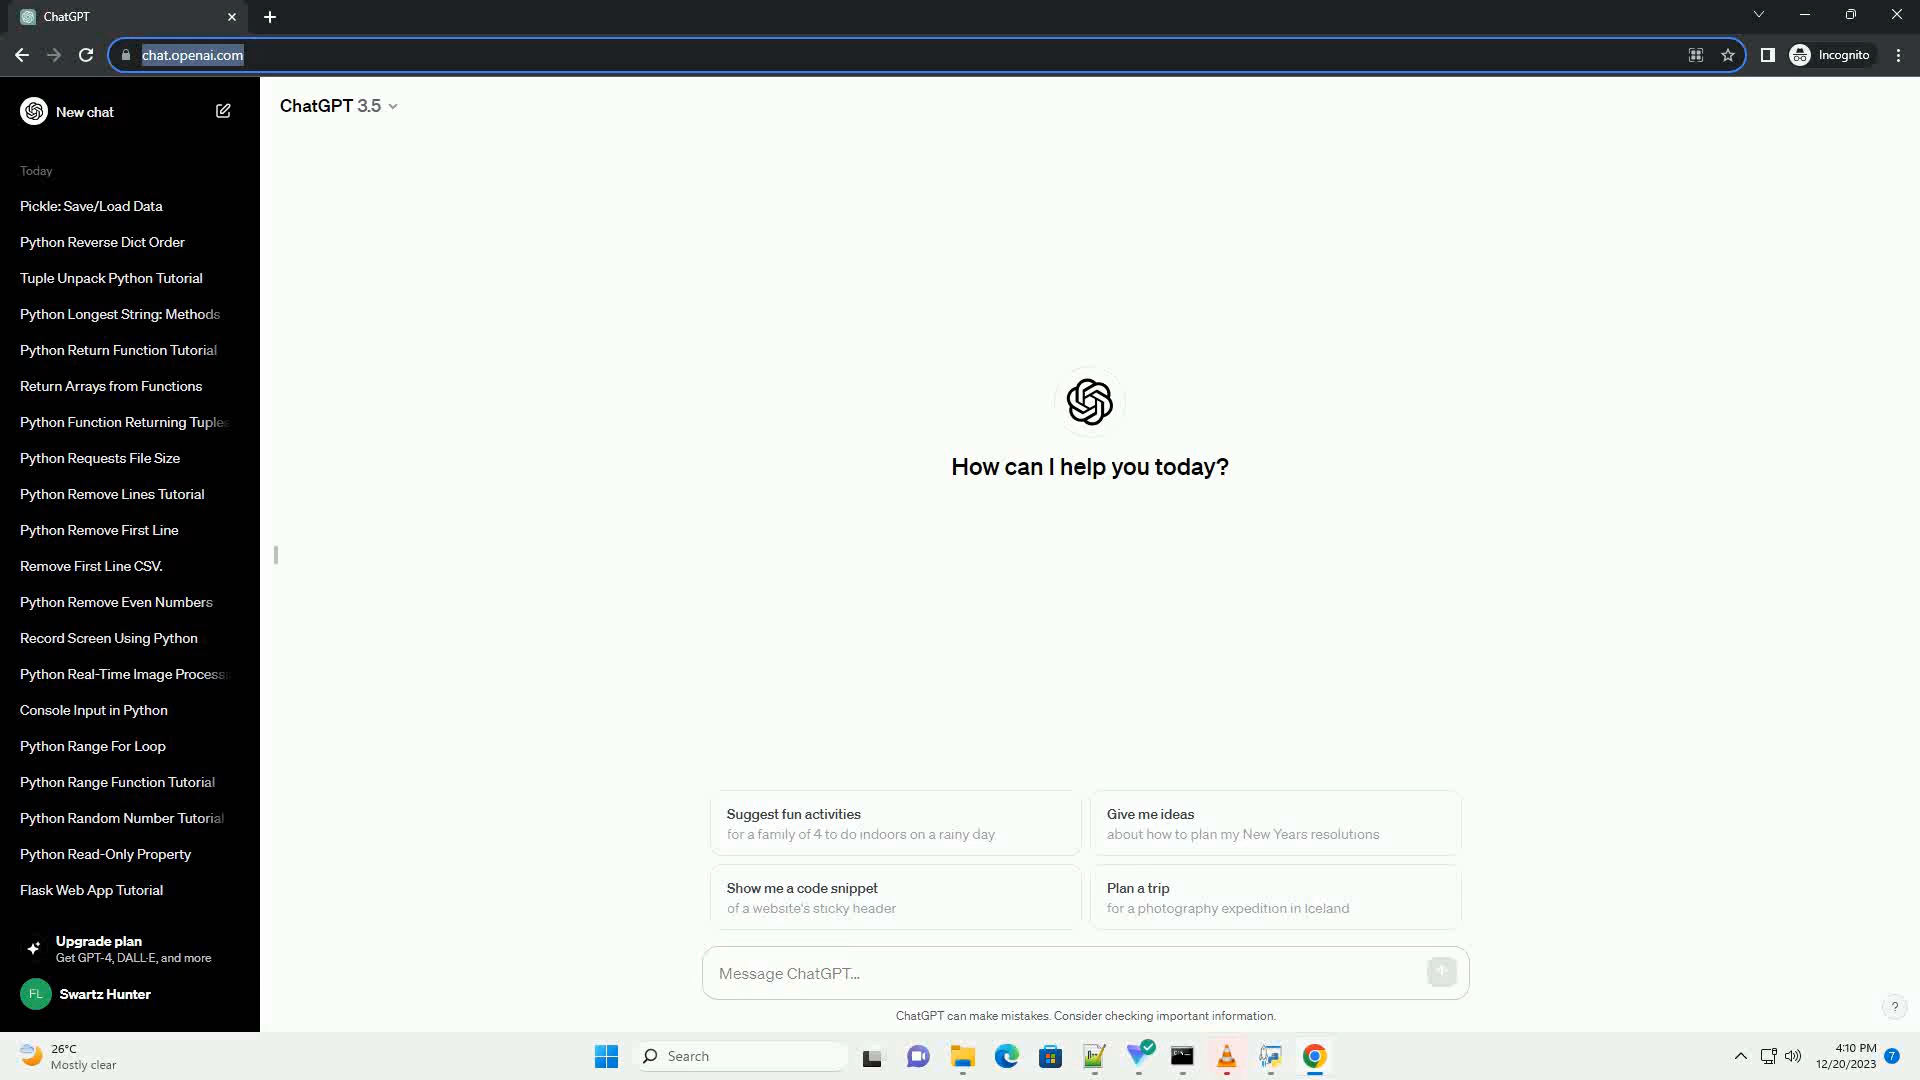 ChatGPT
chat.openai.com
Incognito
New chat
ChatGPT 3.5
Today
Pickle: Save/Load Data
Python Reverse Dict Order
Tuple Unpack Python Tutorial
Python Longest String: Methods
Python Return Function Tutorial
Return Arrays from Functions
Python Function Returning Tuples
Python Requests File Size
Python Remove Lines Tutorial
Python Remove First Line
Remove First Line CSV.
Python Remove Even Numbers
Record Screen Using Python
Python Real-Time Image Process
Console Input in Python
Python Range For Loop
Python Range Function Tutorial
Python Random Number Tutorial
Python Read-Only Property
Flask Web App Tutorial
Upgrade plan
Get GPT-4, DALL·E, and more
FL
Swartz Hunter
How can I help you today?
Suggest fun activities
for a family of 4 to do indoors on a rainy day
Give me ideas
about how to plan my New Years resolutions
Show me a code snippet
of a website's sticky header
Plan a trip
for a photography expedition in Iceland
Message ChatGPT...
ChatGPT can make mistakes. Consider checking important information.
?
26°C
Mostly clear
Search
4:10 PM
12/20/2023
7